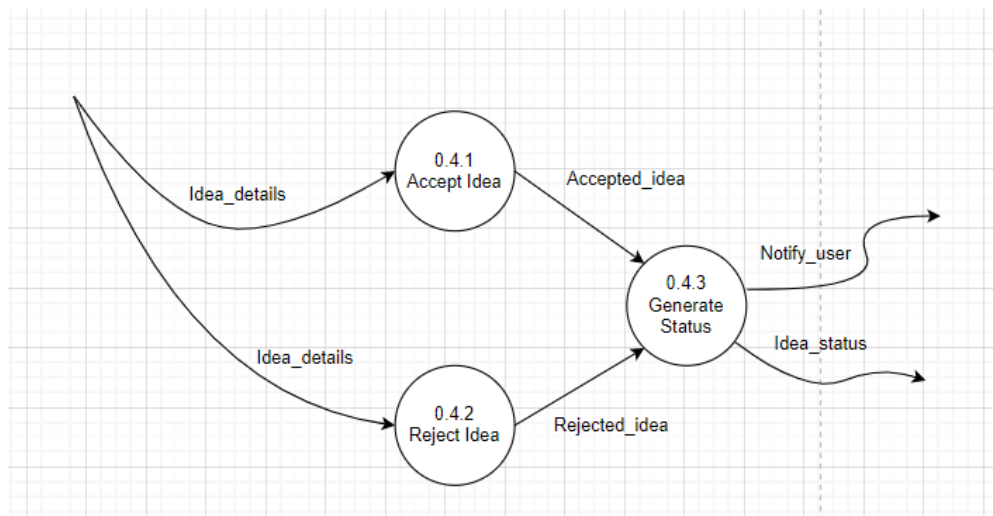 0.4.1
Accept Idea
Accepted_idea
Idea_details
Notify_user
0.4.3
Generate
Status
Idea_status
Idea_details
0.4.2
Reject Idea
Rejected_idea